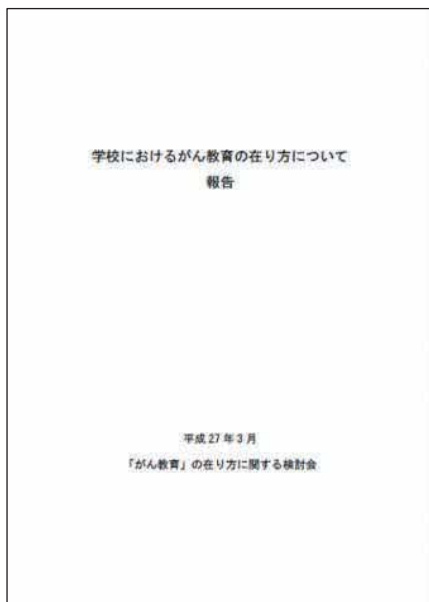 学校におけるがん教育の在り方について
報告
平成27年3月
「がん教育」の在り方に関する検討会